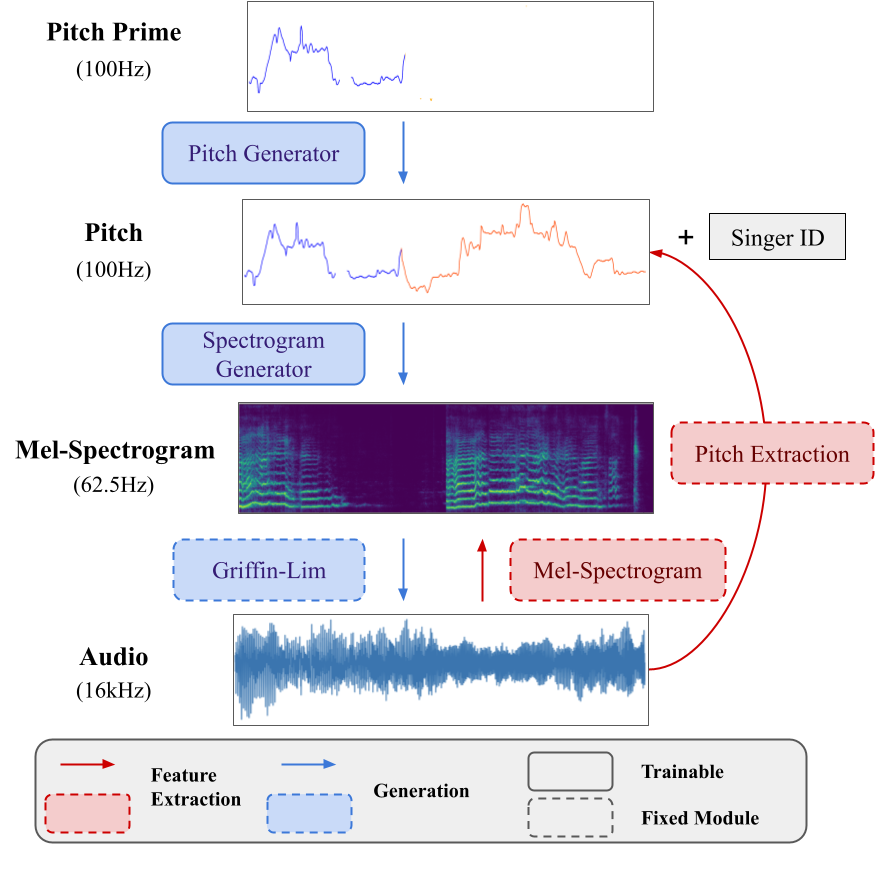 Pitch Prime
(100Hz)
Pitch Generator
Pitch
(100Hz)
+
Singer ID
Spectrogram
Generator
Mel-Spectrogram
(62.5Hz)
Pitch Extraction
Griffin-Lim
Mel-Spectrogram
Audio
(16kHz)
Feature
Extraction
Generation
Trainable
Fixed Module